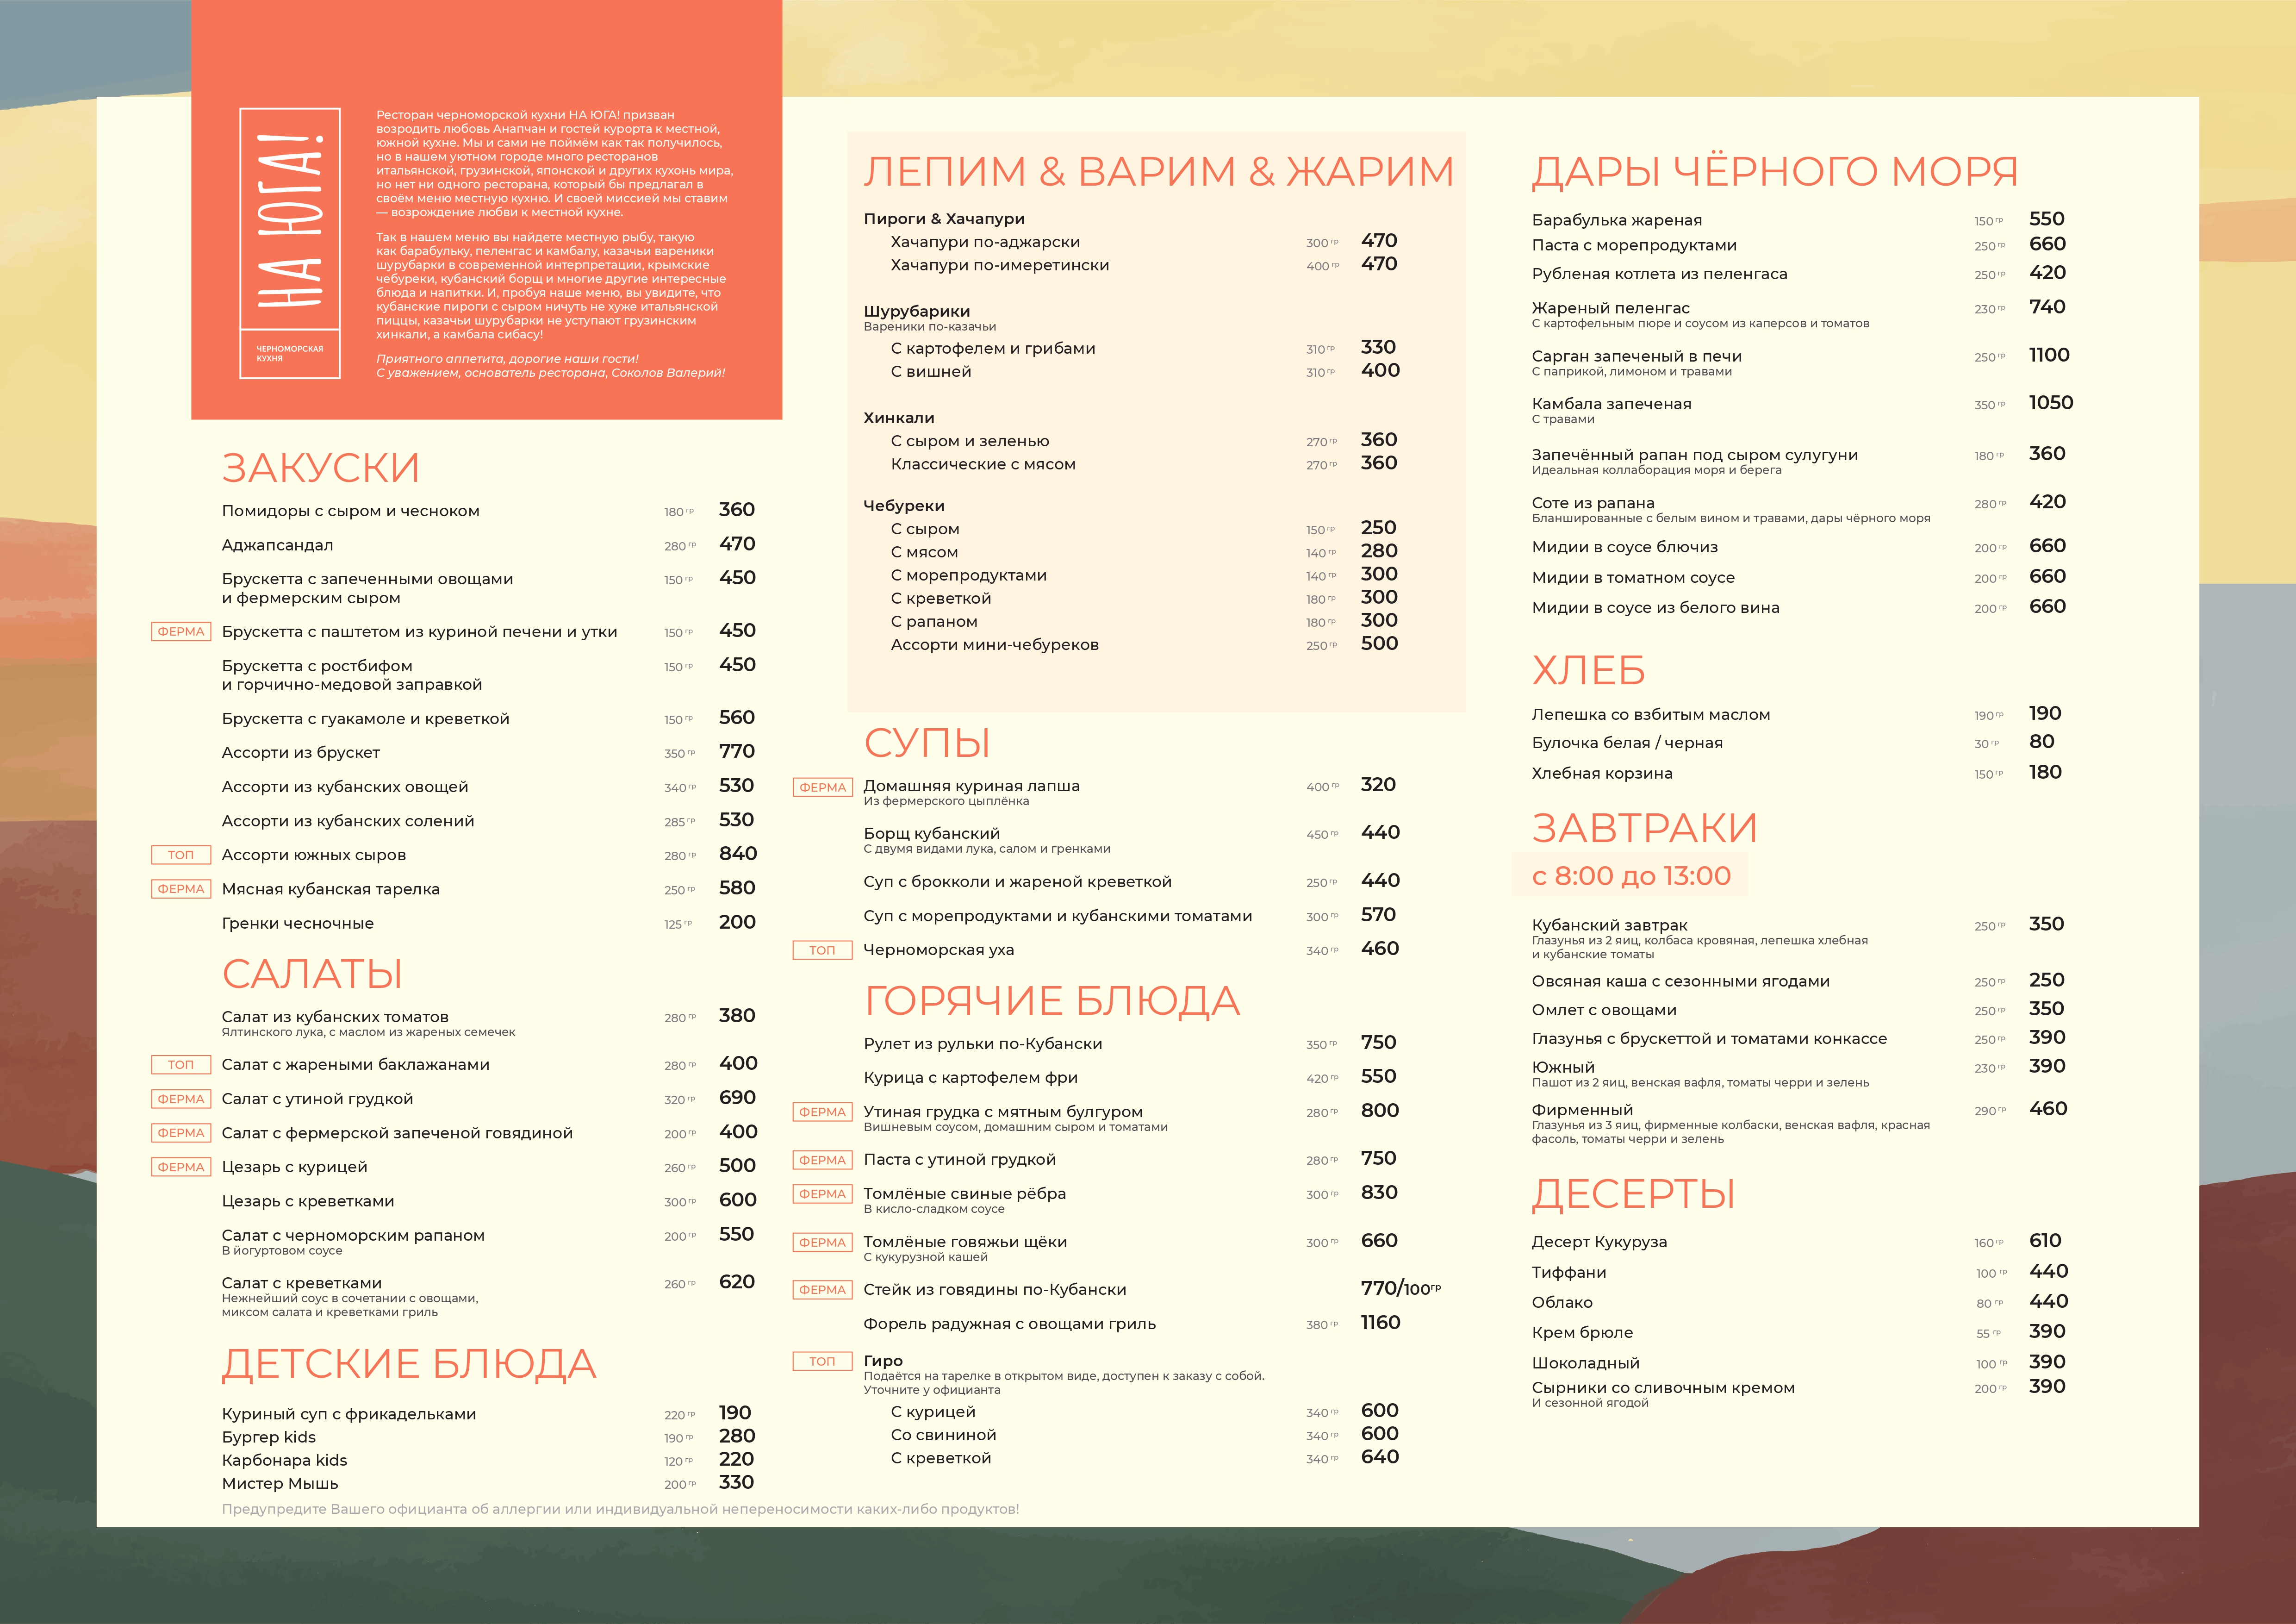 НА ЮГА!
ЧЕРНОМОРСКАЯ
КУХНЯ
Ресторан черноморской кухни НА ЮГА! призван
возродить любовь Анапчан и гостей курорта к местной,
южной кухне. Мы и сами не поймём как так получилось,
но в нашем уютном городе много ресторанов
итальянской, грузинской, японской и других кухонь мира,
но нет ни одного ресторана, который бы предлагал в
своём меню местную кухню. И своей миссией мы ставим
— возрождение любви к местной кухне.
Так в нашем меню вы найдете местную рыбу, такую
как барабульку, пеленгас и камбалу, казачьи вареники
шурубарки в современной интерпретации, крымские
чебуреки, кубанский борщ и многие другие интересные
блюда и напитки. И, пробуя наше меню, вы увидите, что
кубанские пироги с сыром ничуть не хуже итальянской
пиццы, казачьи шурубарки не уступают грузинским
хинкали, а камбала сибасу!
Приятного аппетита, дорогие наши гости!
С уважением, основатель ресторана, Соколов Валерий!
ЗАКУСКИ
Помидоры с сыром и чесноком 180 гр 360
Аджапсандал 280 гр 470
Брускетта с запеченными овощами 150 гр 450
и фермерским сыром
ФЕРМА Брускетта с паштетом из куриной печени и утки 150 гр 450
Брускетта с ростбифом 150 гр 450
и горчично-медовой заправкой
Брускетта с гуакамоле и креветкой 150 гр 560
Ассорти из брускет 350 гр 770
Ассорти из кубанских овощей 340 гр 530
Ассорти из кубанских солений 285 гр 530
ТОП Ассорти южных сыров 280 гр 840
ФЕРМА Мясная кубанская тарелка 250 гр 580
Гренки чесночные 125 гр 200
САЛАТЫ
Салат из кубанских томатов 280 гр 380
Ялтинского лука, с маслом из жареных семечек
ТОП Салат с жареными баклажанами 280 гр 400
ФЕРМА Салат с утиной грудкой 320 гр 690
ФЕРМА Салат с фермерской запеченой говядиной 200 гр 400
ФЕРМА Цезарь с курицей 260 гр 500
Цезарь с креветками 300 гр 600
Салат с черноморским рапаном 200 гр 550
В йогуртовом соусе
Салат с креветками 260 гр 620
Нежнейший соус в сочетании с овощами,
миксом салата и креветками гриль
ДЕТСКИЕ БЛЮДА
Куриный суп с фрикадельками 220 гр 190
Бургер kids 190 гр 280
Карбонара kids 120 гр 220
Мистер Мышь 200 гр 330
Предупредите Вашего официанта об аллергии или индивидуальной непереносимости каких-либо продуктов!
ЛЕПИМ & ВАРИМ & ЖАРИМ
Пироги & Хачапури
Хачапури по-аджарски 300 гр 470
Хачапури по-имеретински 400 гр 470
Шурубарики
Вареники по-казачьи
С картофелем и грибами 310 гр 330
С вишней 310 гр 400
Хинкали
С сыром и зеленью 270 гр 360
Классические с мясом 270 гр 360
Чебуреки
С сыром 150 гр 250
С мясом 140 гр 280
С морепродуктами 140 гр 300
С креветкой 180 гр 300
С рапаном 180 гр 300
Ассорти мини-чебуреков 250 гр 500
СУПЫ
ФЕРМА Домашняя куриная лапша 400 гр 320
Из фермерского цыплёнка
Борщ кубанский 450 гр 440
С двумя видами лука, салом и гренками
Суп с брокколи и жареной креветкой 250 гр 440
Суп с морепродуктами и кубанскими томатами 300 гр 570
ТОП Черноморская уха 340 гр 460
ГОРЯЧИЕ БЛЮДА
Рулет из рульки по-Кубански 350 гр 750
Курица с картофелем фри 420 гр 550
ФЕРМА Утиная грудка с мятным булгуром 280 гр 800
Вишневым соусом, домашним сыром и томатами
ФЕРМА Паста с утиной грудкой 280 гр 750
ФЕРМА Томлёные свиные рёбра 300 гр 830
В кисло-сладком соусе
ФЕРМА Томлёные говяжьи щёки 300 гр 660
С кукурузной кашей
ФЕРМА Стейк из говядины по-Кубански 770/100гр
Форель радужная с овощами гриль 380 гр 1160
ТОП Гиро
Подаётся на тарелке в открытом виде, доступен к заказу с собой.
Уточните у официанта
С курицей 340 гр 600
Со свининой 340 гр 600
С креветкой 340 гр 640
ДАРЫ ЧЁРНОГО МОРЯ
Барабулька жареная 150 гр 550
Паста с морепродуктами 250 гр 660
Рубленая котлета из пеленгаса 250 гр 420
Жареный пеленгас 230 гр 740
С картофельным пюре и соусом из каперсов и томатов
Сарган запеченый в печи 250 гр 1100
С паприкой, лимоном и травами
Камбала запеченая 350 гр 1050
С травами
Запечённый рапан под сыром сулугуни 180 гр 360
Идеальная коллаборация моря и берега
Соте из рапана 280 гр 420
Бланшированные с белым вином и травами, дары чёрного моря
Мидии в соусе блючиз 200 гр 660
Мидии в томатном соусе 200 гр 660
Мидии в соусе из белого вина 200 гр 660
ХЛЕБ
Лепешка со взбитым маслом 190 гр 190
Булочка белая / черная 30 гр 80
Хлебная корзина 150 гр 180
ЗАВТРАКИ
с 8:00 до 13:00
Кубанский завтрак 250 гр 350
Глазунья из 2 яиц, колбаса кровяная, лепешка хлебная
и кубанские томаты
Овсяная каша с сезонными ягодами 250 гр 250
Омлет с овощами 250 гр 350
Глазунья с брускеттой и томатами конкассе 250 гр 390
Южный 230 гр 390
Пашот из 2 яиц, венская вафля, томаты черри и зелень
Фирменный 290 гр 460
Глазунья из 3 яиц, фирменные колбаски, венская вафля, красная
фасоль, томаты черри и зелень
ДЕСЕРТЫ
Десерт Кукуруза 160 гр 610
Тиффани 100 гр 440
Облако 80 гр 440
Крем брюле 55 гр 390
Шоколадный 100 гр 390
Сырники со сливочным кремом 200 гр 390
И сезонной ягодой